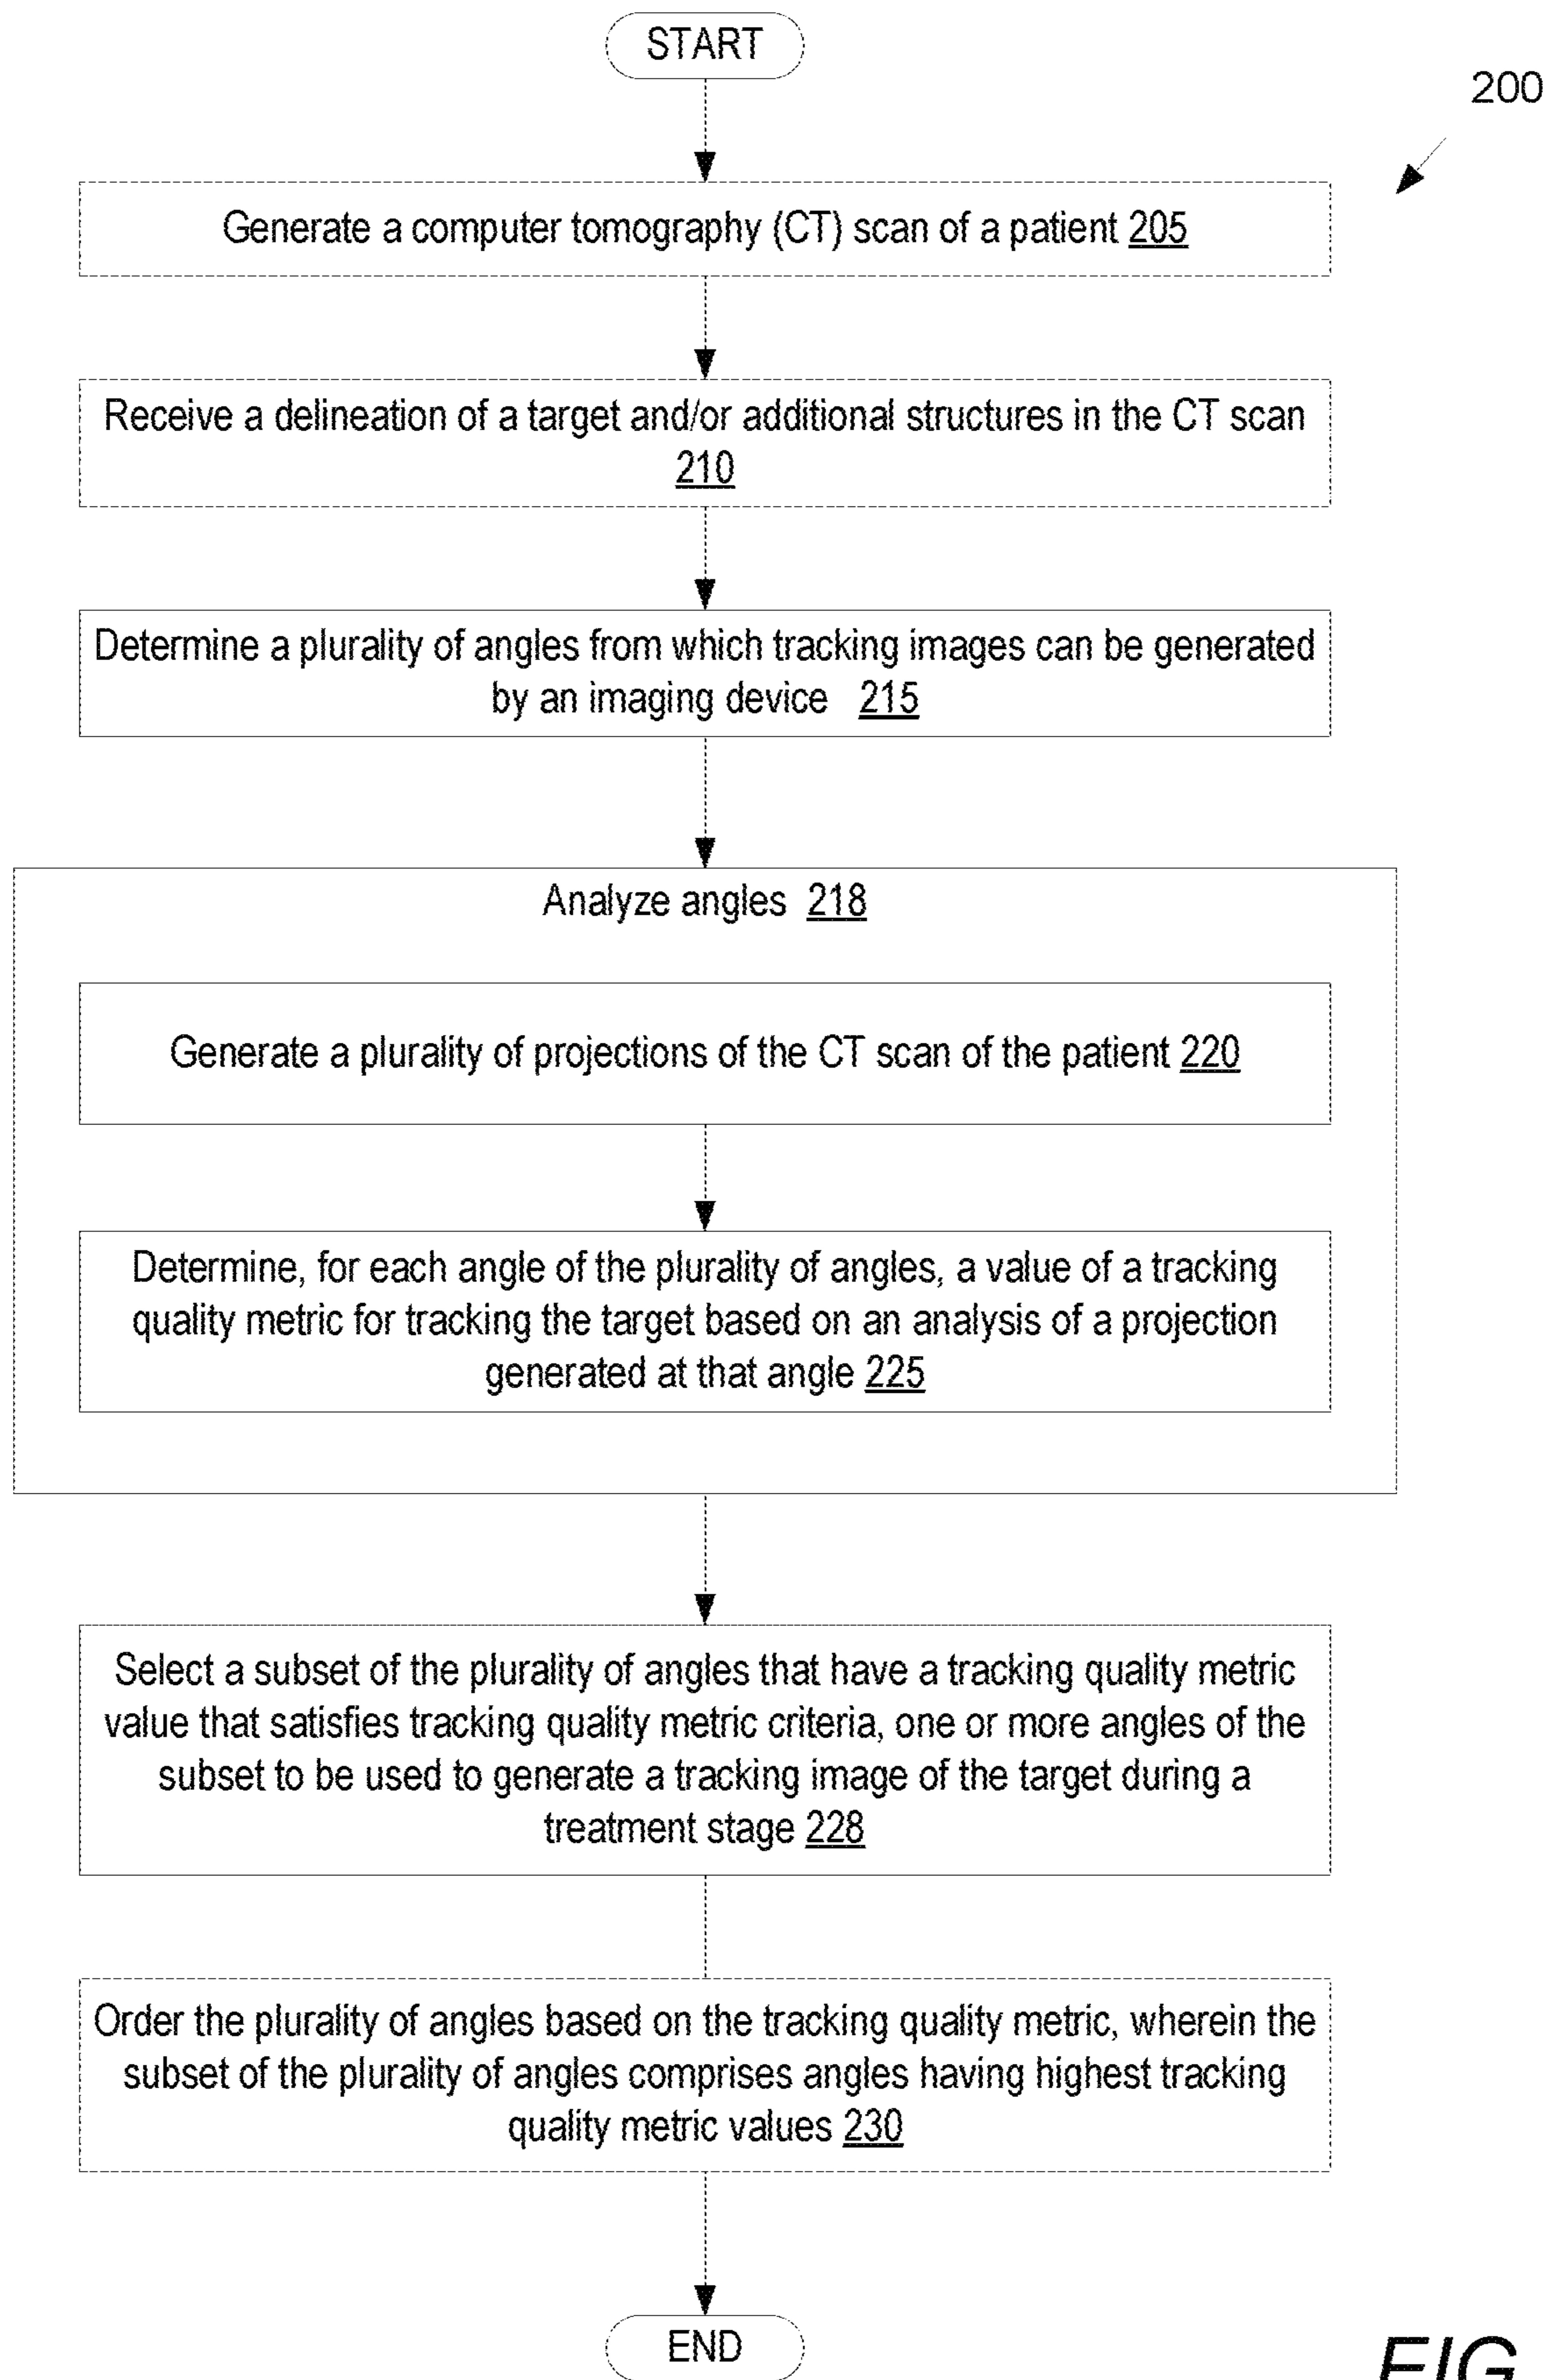 START
200
Generate a computer tomography (CT) scan of a patient 205
Receive a delineation of a target and/or additional structures in the CT scan
210
Determine a plurality of angles from which tracking images can be generated
by an imaging device 215
Analyze angles 218
Generate a plurality of projections of the CT scan of the patient 220
Determine, for each angle of the plurality of angles, a value of a tracking
quality metric for tracking the target based on an analysis of a projection
generated at that angle 225
Select a subset of the plurality of angles that have a tracking quality metric
value that satisfies tracking quality metric criteria, one or more angles of the
subset to be used to generate a tracking image of the target during a
treatment stage 228
Order the plurality of angles based on the tracking quality metric, wherein the
subset of the plurality of angles comprises angles having highest tracking
quality metric values 230
END
FIG